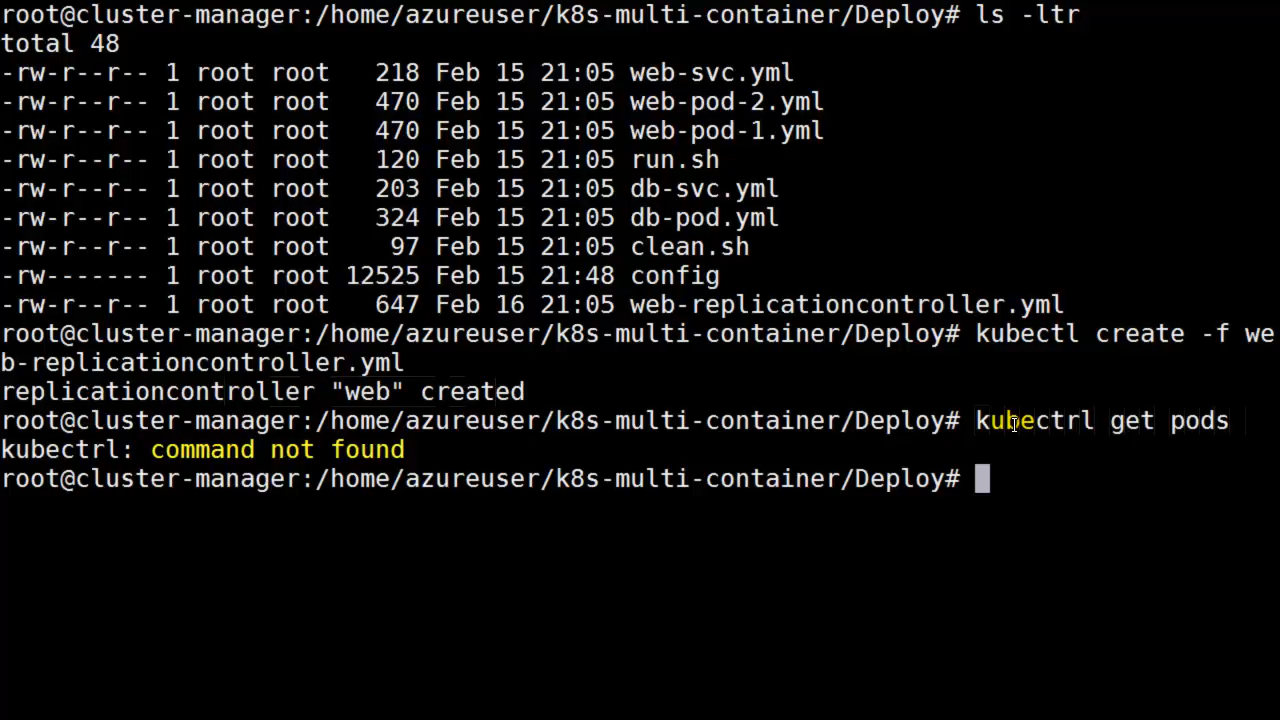 root@cluster-manager:/home/azureuser/k8s-multi-container/Deploy# ls -ltr
total 48
-rw-r--r-- 1 root root   218 Feb 15 21:05 web-svc.yml
-rw-r--r-- 1 root root   470 Feb 15 21:05 web-pod-2.yml
-rw-r--r-- 1 root root   470 Feb 15 21:05 web-pod-1.yml
-rw-r--r-- 1 root root   120 Feb 15 21:05 run.sh
-rw-r--r-- 1 root root   203 Feb 15 21:05 db-svc.yml
-rw-r--r-- 1 root root   324 Feb 15 21:05 db-pod.yml
-rw-r--r-- 1 root root    97 Feb 15 21:05 clean.sh
-rw------- 1 root root 12525 Feb 15 21:48 config
-rw-r--r-- 1 root root   647 Feb 16 21:05 web-replicationcontroller.yml
root@cluster-manager:/home/azureuser/k8s-multi-container/Deploy# kubectl create -f we
b-replicationcontroller.yml
replicationcontroller "web" created
root@cluster-manager:/home/azureuser/k8s-multi-container/Deploy# kubectrl get pods
kubectrl: command not found
root@cluster-manager:/home/azureuser/k8s-multi-container/Deploy#